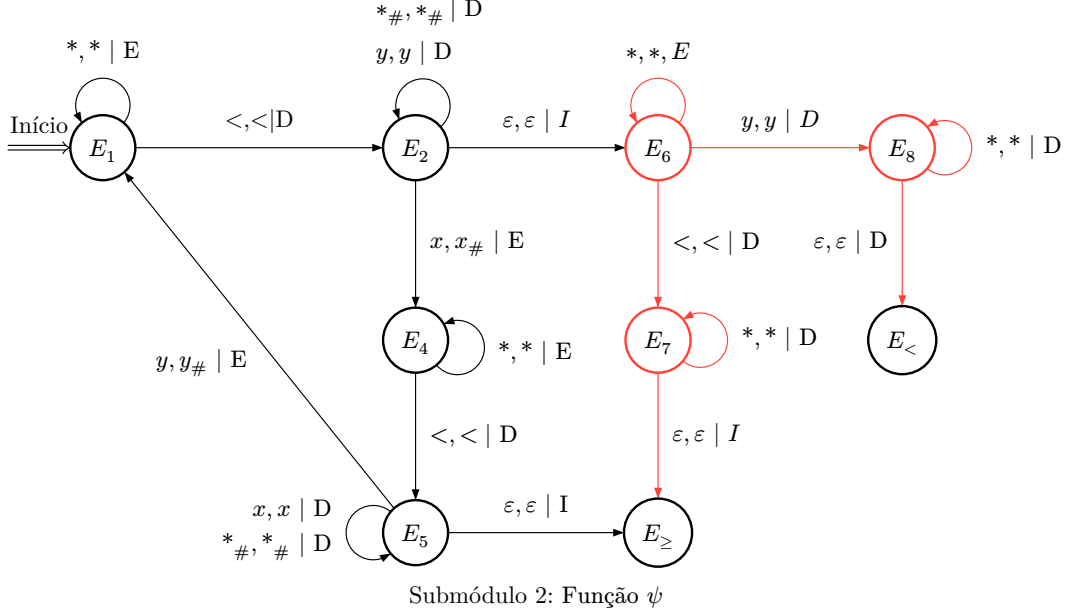 *#, *# | D
*, * | E
y, y | D
*, *, E
Início
<,<|D
ε, ε | I
y, y | D
E1
E2
E6
E8
*, * | D
x, x# | E
<, < | D
ε, ε | D
y, y# | E
E4
*, * | E
E7
*, * | D
E<
<, < | D
ε, ε | I
x, x | D
*#, *# | D
E5
ε, ε | I
E≥
Submódulo 2: Função ψ